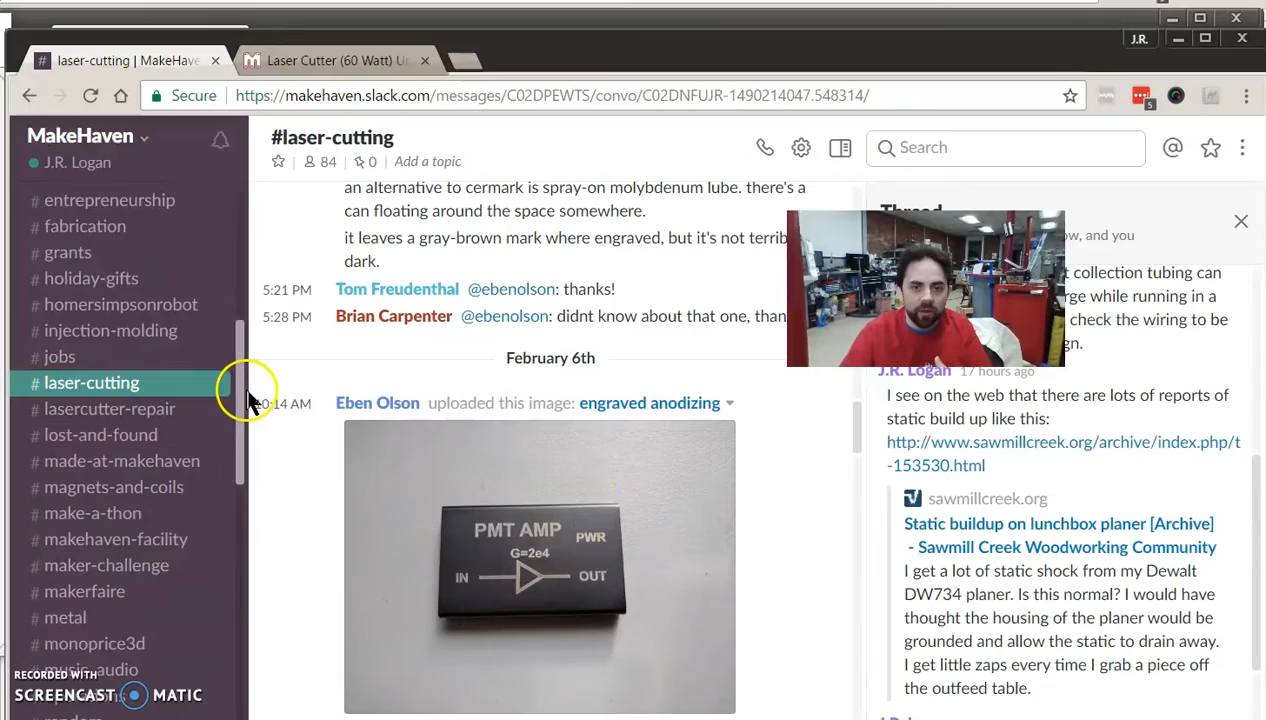 J.R.
laser-cutting | MakeHave
Laser Cutter (60 Watt) U
Secure
https://makehaven.slack.com/messages/C02DPEWTS/convo/C02DNFUJR-1490214047.548314/
5
MakeHaven
J.R. Logan
# entrepreneurship
# fabrication
# grants
# holiday-gifts
# homersimpsonrobot
# injection-molding
# jobs
# laser-cutting
# lasercutter-repair
# lost-and-found
# made-at-makehaven
# magnets-and-coils
# make-a-thon
# makehaven-facility
# maker-challenge
# makerfaire
# metal
# monoprice3d
# music_audio
RECORDED WITH
SCREENCAST MATIC
#laser-cutting
84
0
Add a topic
Search
an alternative to cermark is spray-on molybdenum lube. there's a
can floating around the space somewhere.
it leaves a gray-brown mark where engraved, but it's not
dark.
5:21 PM Tom Freudenthal @ebenolson: thanks!
5:28 PM Brian Carpenter @ebenolson: didnt know about that one,
February 6th
:14 AM Eben Olson uploaded this image: engraved anodizing
PMT AMP
PWR
G=2e4
IN
OUT
Thread
ow, and you
t collection tubing can
rge while running in a
check the wiring to be
n.
J.R. Logan 17 hours ago
I see on the web that there are lots of reports of
static build up like this:
http://www.sawmillcreek.org/archive/index.php/t
-153530.html
sawmillcreek.org
Static buildup on lunchbox planer [Archive]
- Sawmill Creek Woodworking Community
I get a lot of static shock from my Dewalt
DW734 planer. Is this normal? I would have
thought the housing of the planer would be
grounded and allow the static to drain away.
I get little zaps every time I grab a piece off
the outfeed table.